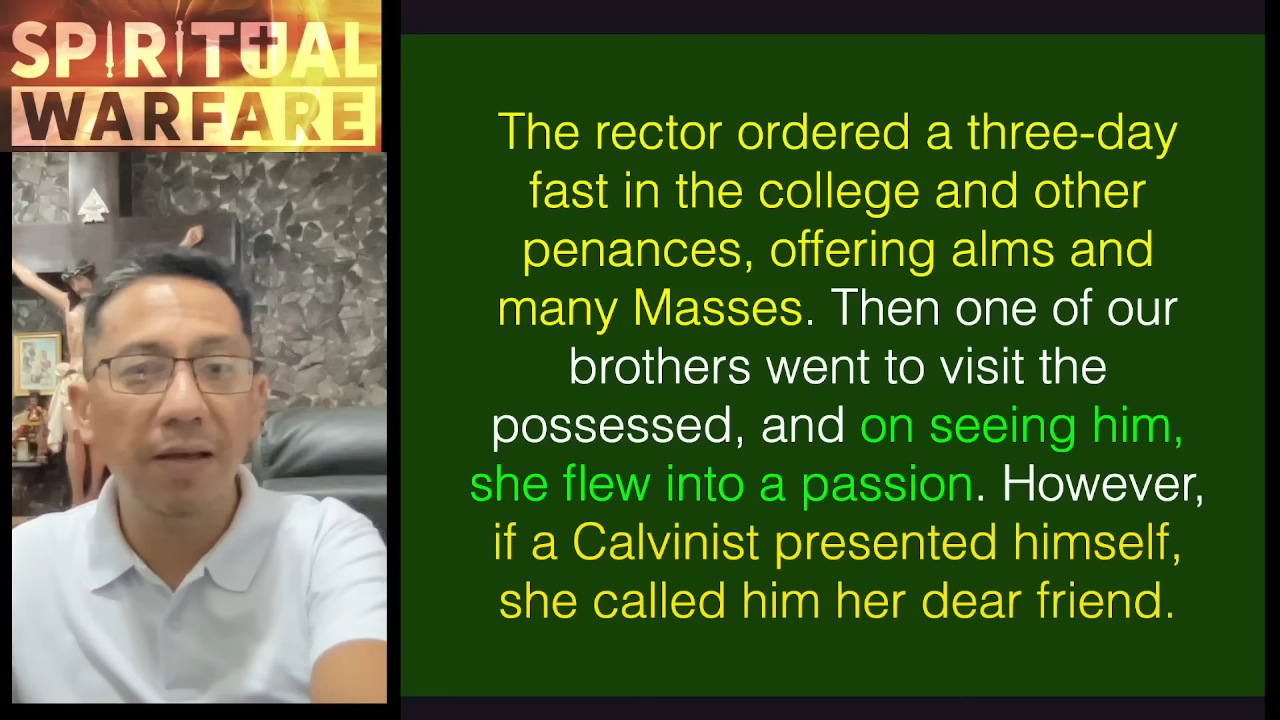 SPIRITUAL
WARFARE
The rector ordered a three-day
fast in the college and other
penances, offering alms and
many Masses. Then one of our
brothers went to visit the
possessed, and on seeing him,
she flew into a passion. However,
if a Calvinist presented himself,
she called him her dear friend.